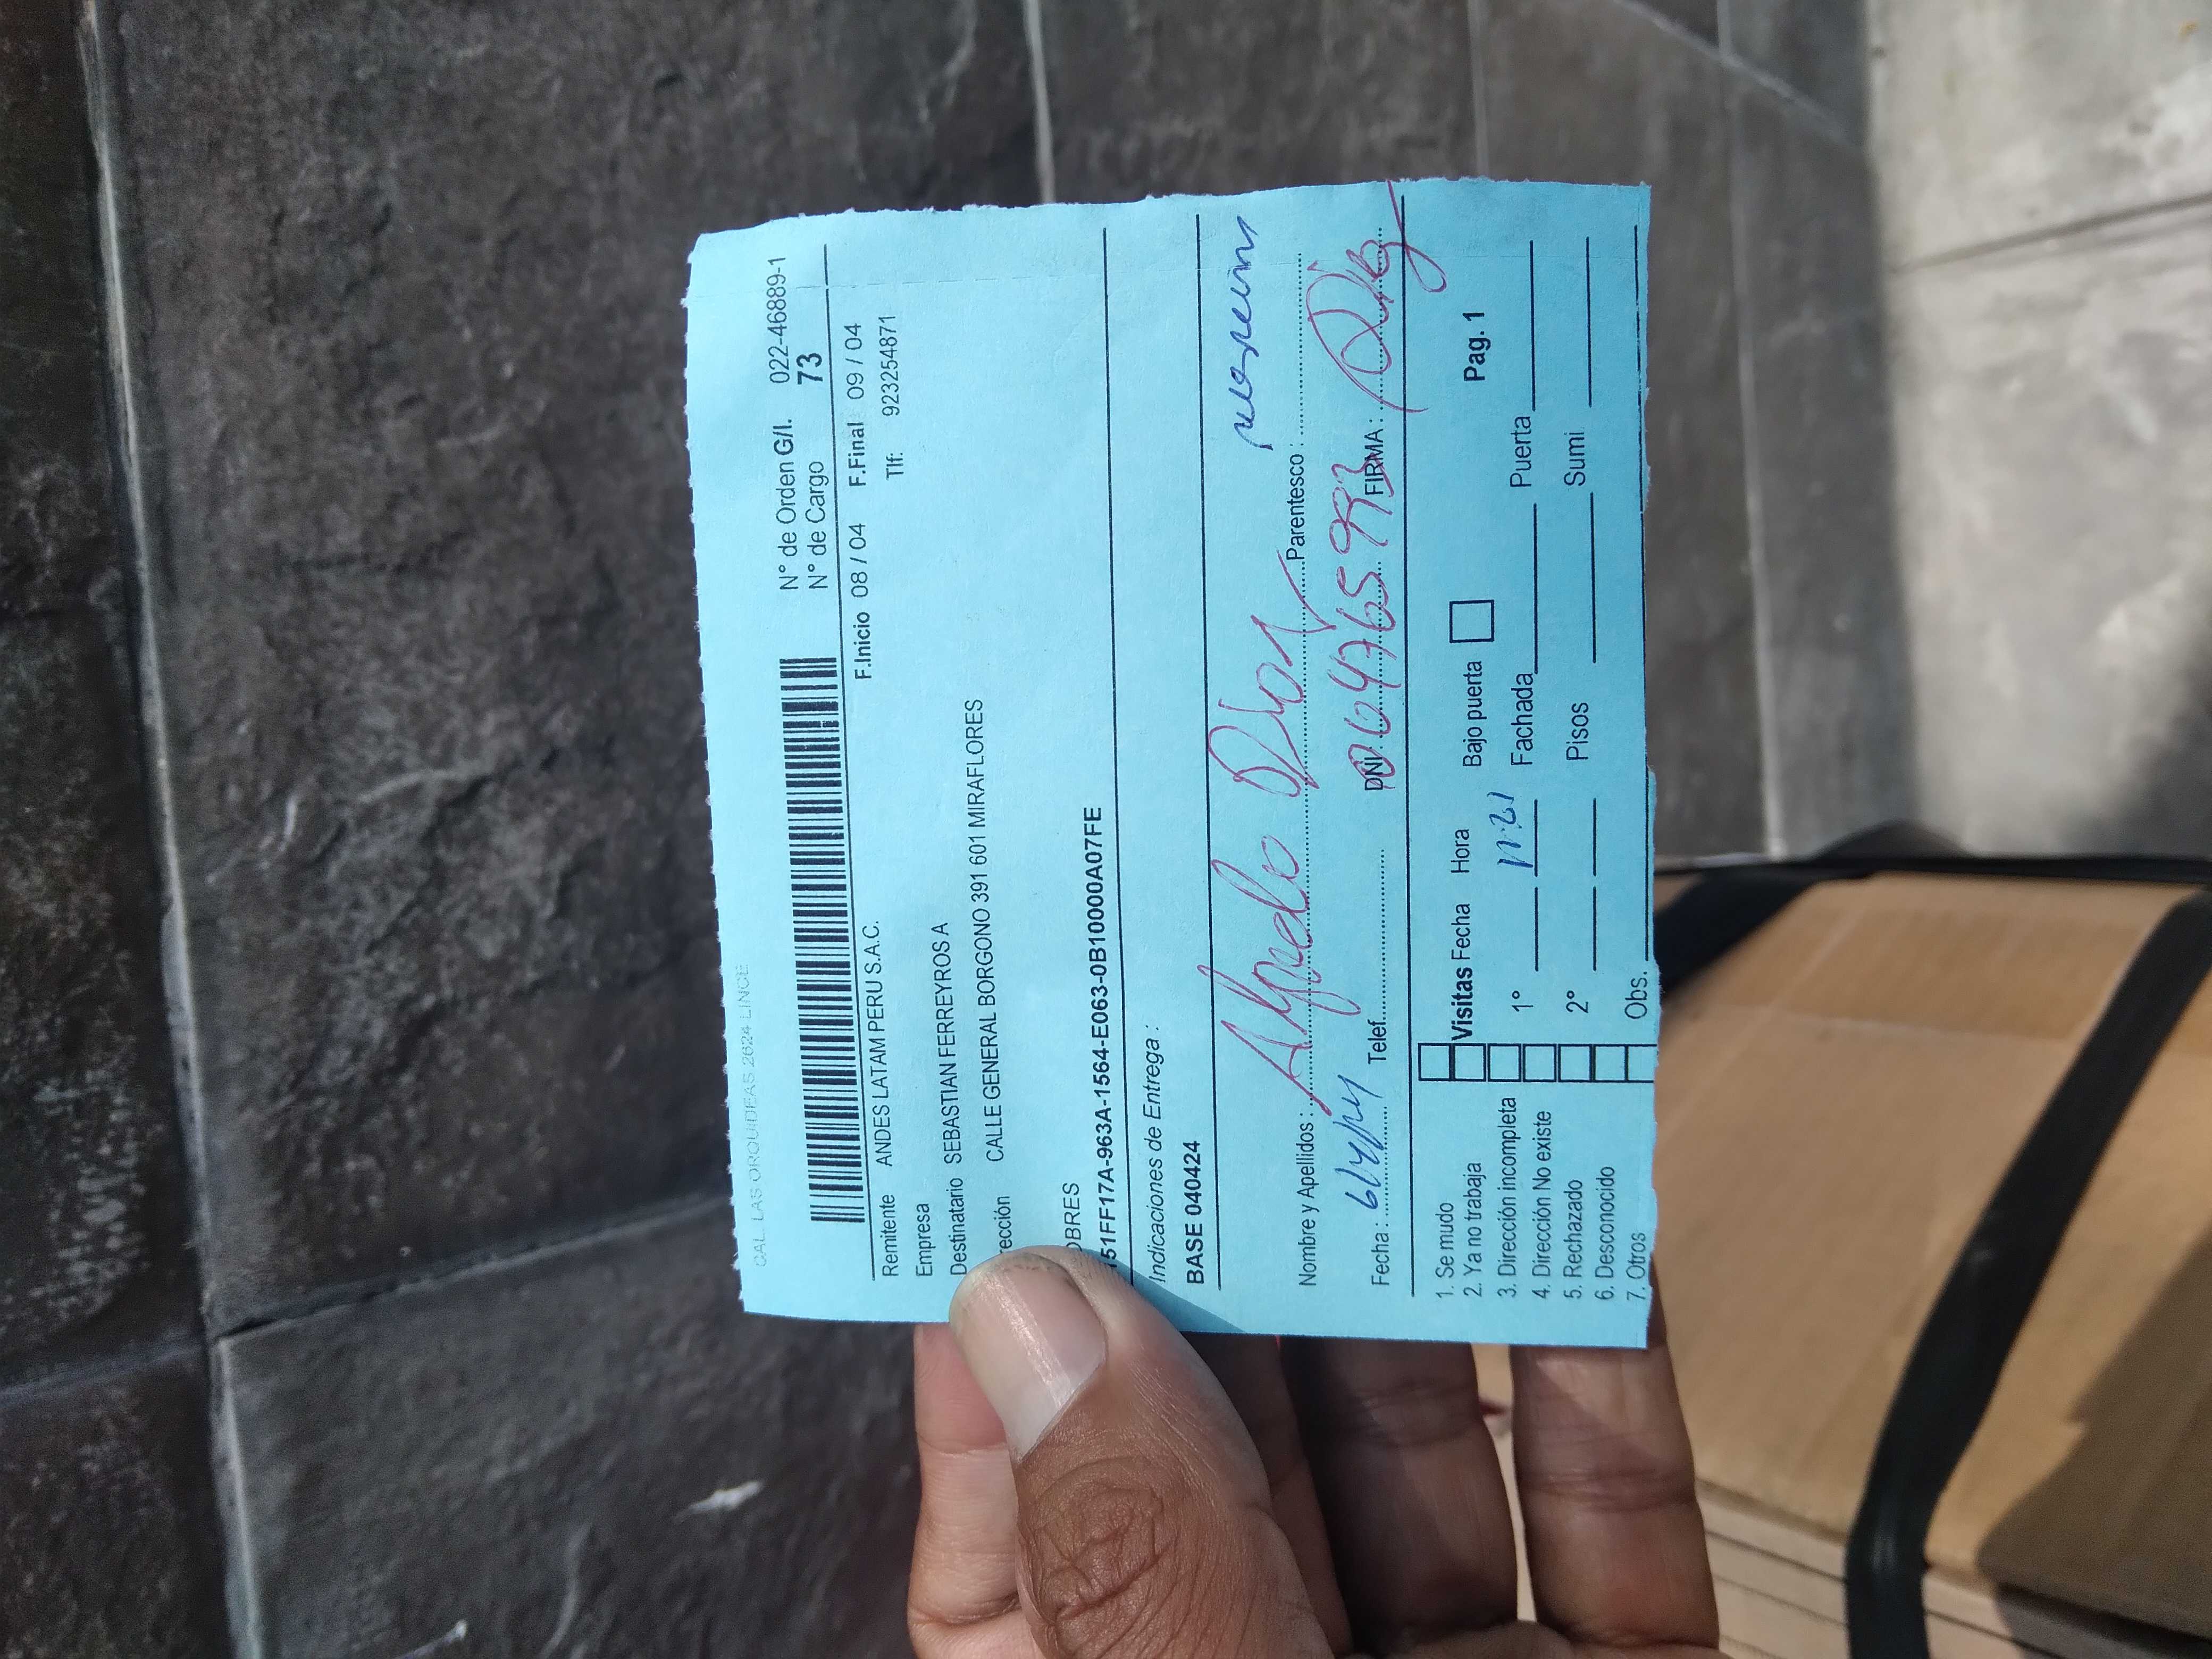 CAL. LAS ORQUIDEAS 2624 LINCE
N° de Orden G/I. 022-46889-1
N° de Cargo 73
F.Inicio 08 / 04 F.Final 09 / 04
Remitente ANDES LATAM PERU S.A.C. Tlf: 923254871
Empresa
Destinatario SEBASTIAN FERREYROS A
rección CALLE GENERAL BORGONO 391 601 MIRAFLORES
OBRES
51FF17A-963A-1564-E063-0B10000A07FE
Indicaciones de Entrega :
BASE 040424
Nombre y Apellidos : Alfredo Parentesco :
Fecha : Telef. DNI FIRMA :
1. Se mudo
2. Ya no trabaja Visitas Fecha Hora Bajo puerta Pag. 1
3. Dirección incompleta 1° Fachada Puerta
4. Dirección No existe
5. Rechazado 2° Pisos Sumi
6. Desconocido
7. Otros Obs.